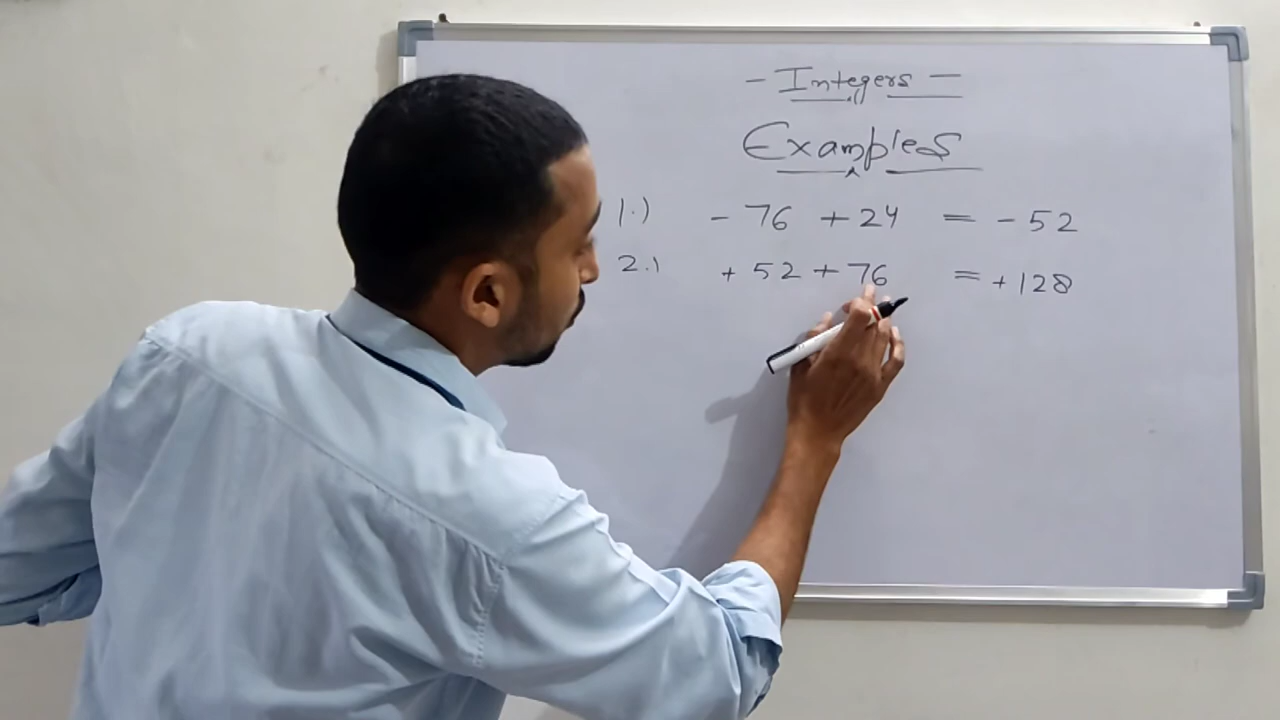 - Integers -
Examples
1.) - 76 + 24 = - 52
2.) + 52 + 76 = + 128